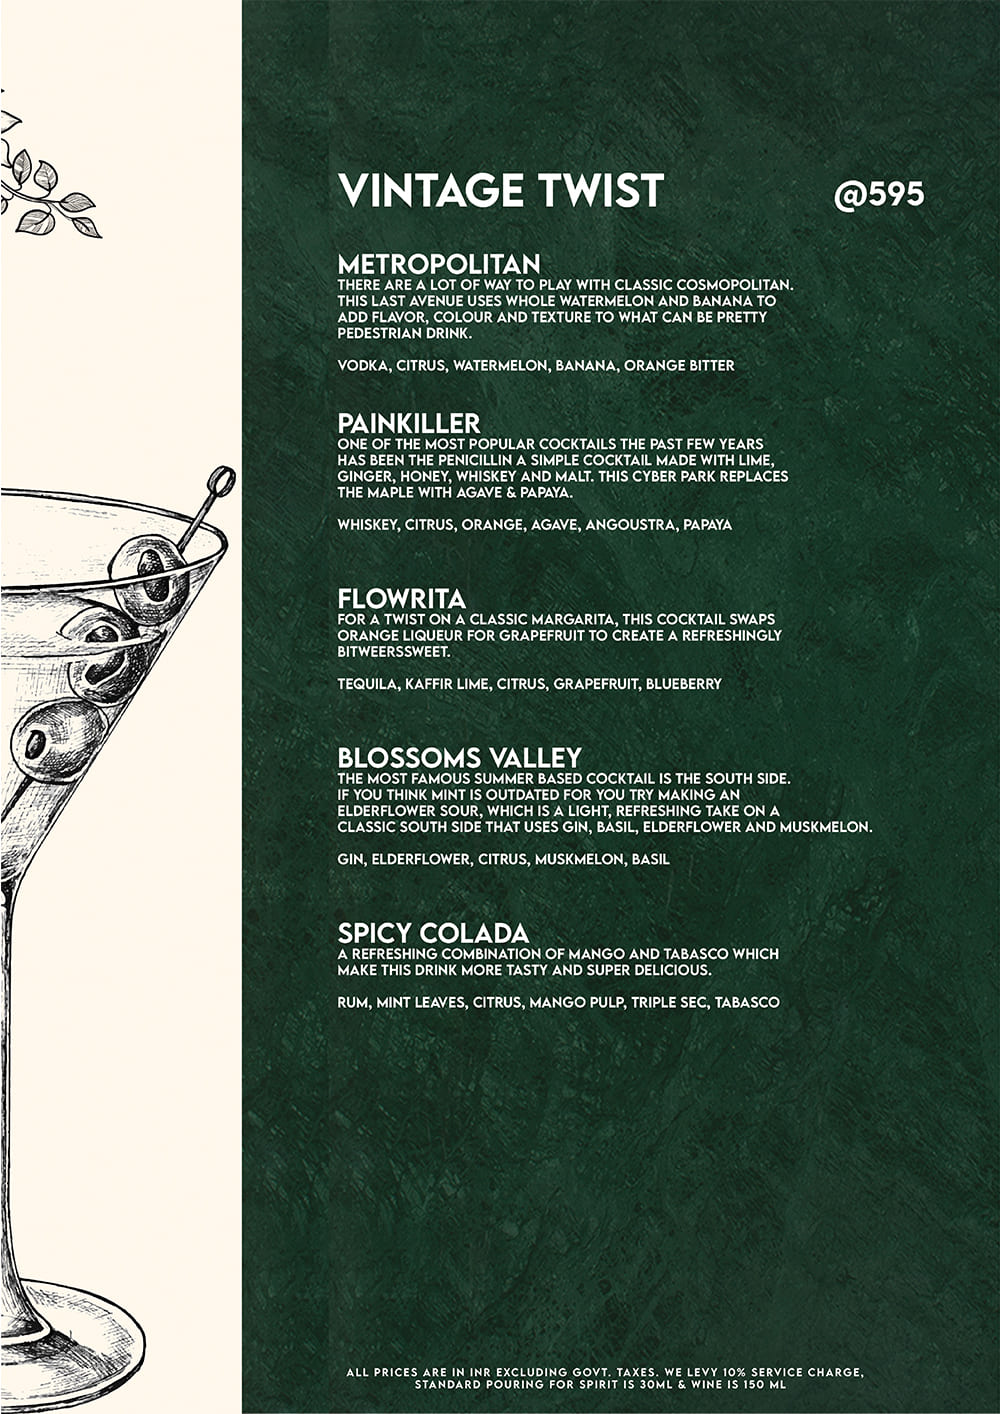 VINTAGE TWIST @595
METROPOLITAN
THERE ARE A LOT OF WAY TO PLAY WITH CLASSIC COSMOPOLITAN.
THIS LAST AVENUE USES WHOLE WATERMELON AND BANANA TO
ADD FLAVOR, COLOUR AND TEXTURE TO WHAT CAN BE PRETTY
PEDESTRIAN DRINK.
VODKA, CITRUS, WATERMELON, BANANA, ORANGE BITTER
PAINKILLER
ONE OF THE MOST POPULAR COCKTAILS THE PAST FEW YEARS
HAS BEEN THE PENICILLIN A SIMPLE COCKTAIL MADE WITH LIME,
GINGER, HONEY, WHISKEY AND MALT. THIS CYBER PARK REPLACES
THE MAPLE WITH AGAVE & PAPAYA.
WHISKEY, CITRUS, ORANGE, AGAVE, ANGOUSTRA, PAPAYA
FLOWRITA
FOR A TWIST ON A CLASSIC MARGARITA, THIS COCKTAIL SWAPS
ORANGE LIQUEUR FOR GRAPEFRUIT TO CREATE A REFRESHINGLY
BITWEERSSWEET.
TEQUILA, KAFFIR LIME, CITRUS, GRAPEFRUIT, BLUEBERRY
BLOSSOMS VALLEY
THE MOST FAMOUS SUMMER BASED COCKTAIL IS THE SOUTH SIDE.
IF YOU THINK MINT IS OUTDATED FOR YOU TRY MAKING AN
ELDERFLOWER SOUR, WHICH IS A LIGHT, REFRESHING TAKE ON A
CLASSIC SOUTH SIDE THAT USES GIN, BASIL, ELDERFLOWER AND MUSKMELON.
GIN, ELDERFLOWER, CITRUS, MUSKMELON, BASIL
SPICY COLADA
A REFRESHING COMBINATION OF MANGO AND TABASCO WHICH
MAKE THIS DRINK MORE TASTY AND SUPER DELICIOUS.
RUM, MINT LEAVES, CITRUS, MANGO PULP, TRIPLE SEC, TABASCO
ALL PRICES ARE IN INR EXCLUDING GOVT. TAXES. WE LEVY 10% SERVICE CHARGE,
STANDARD POURING FOR SPIRIT IS 30ML & WINE IS 150 ML